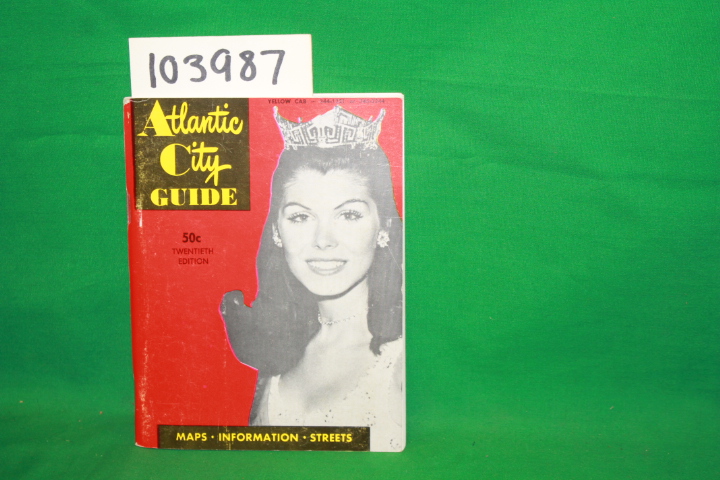 103987
YELLOW CAB
Atlantic
City
GUIDE
50c
TWENTIETH
EDITION
MAPS • INFORMATION • STREETS